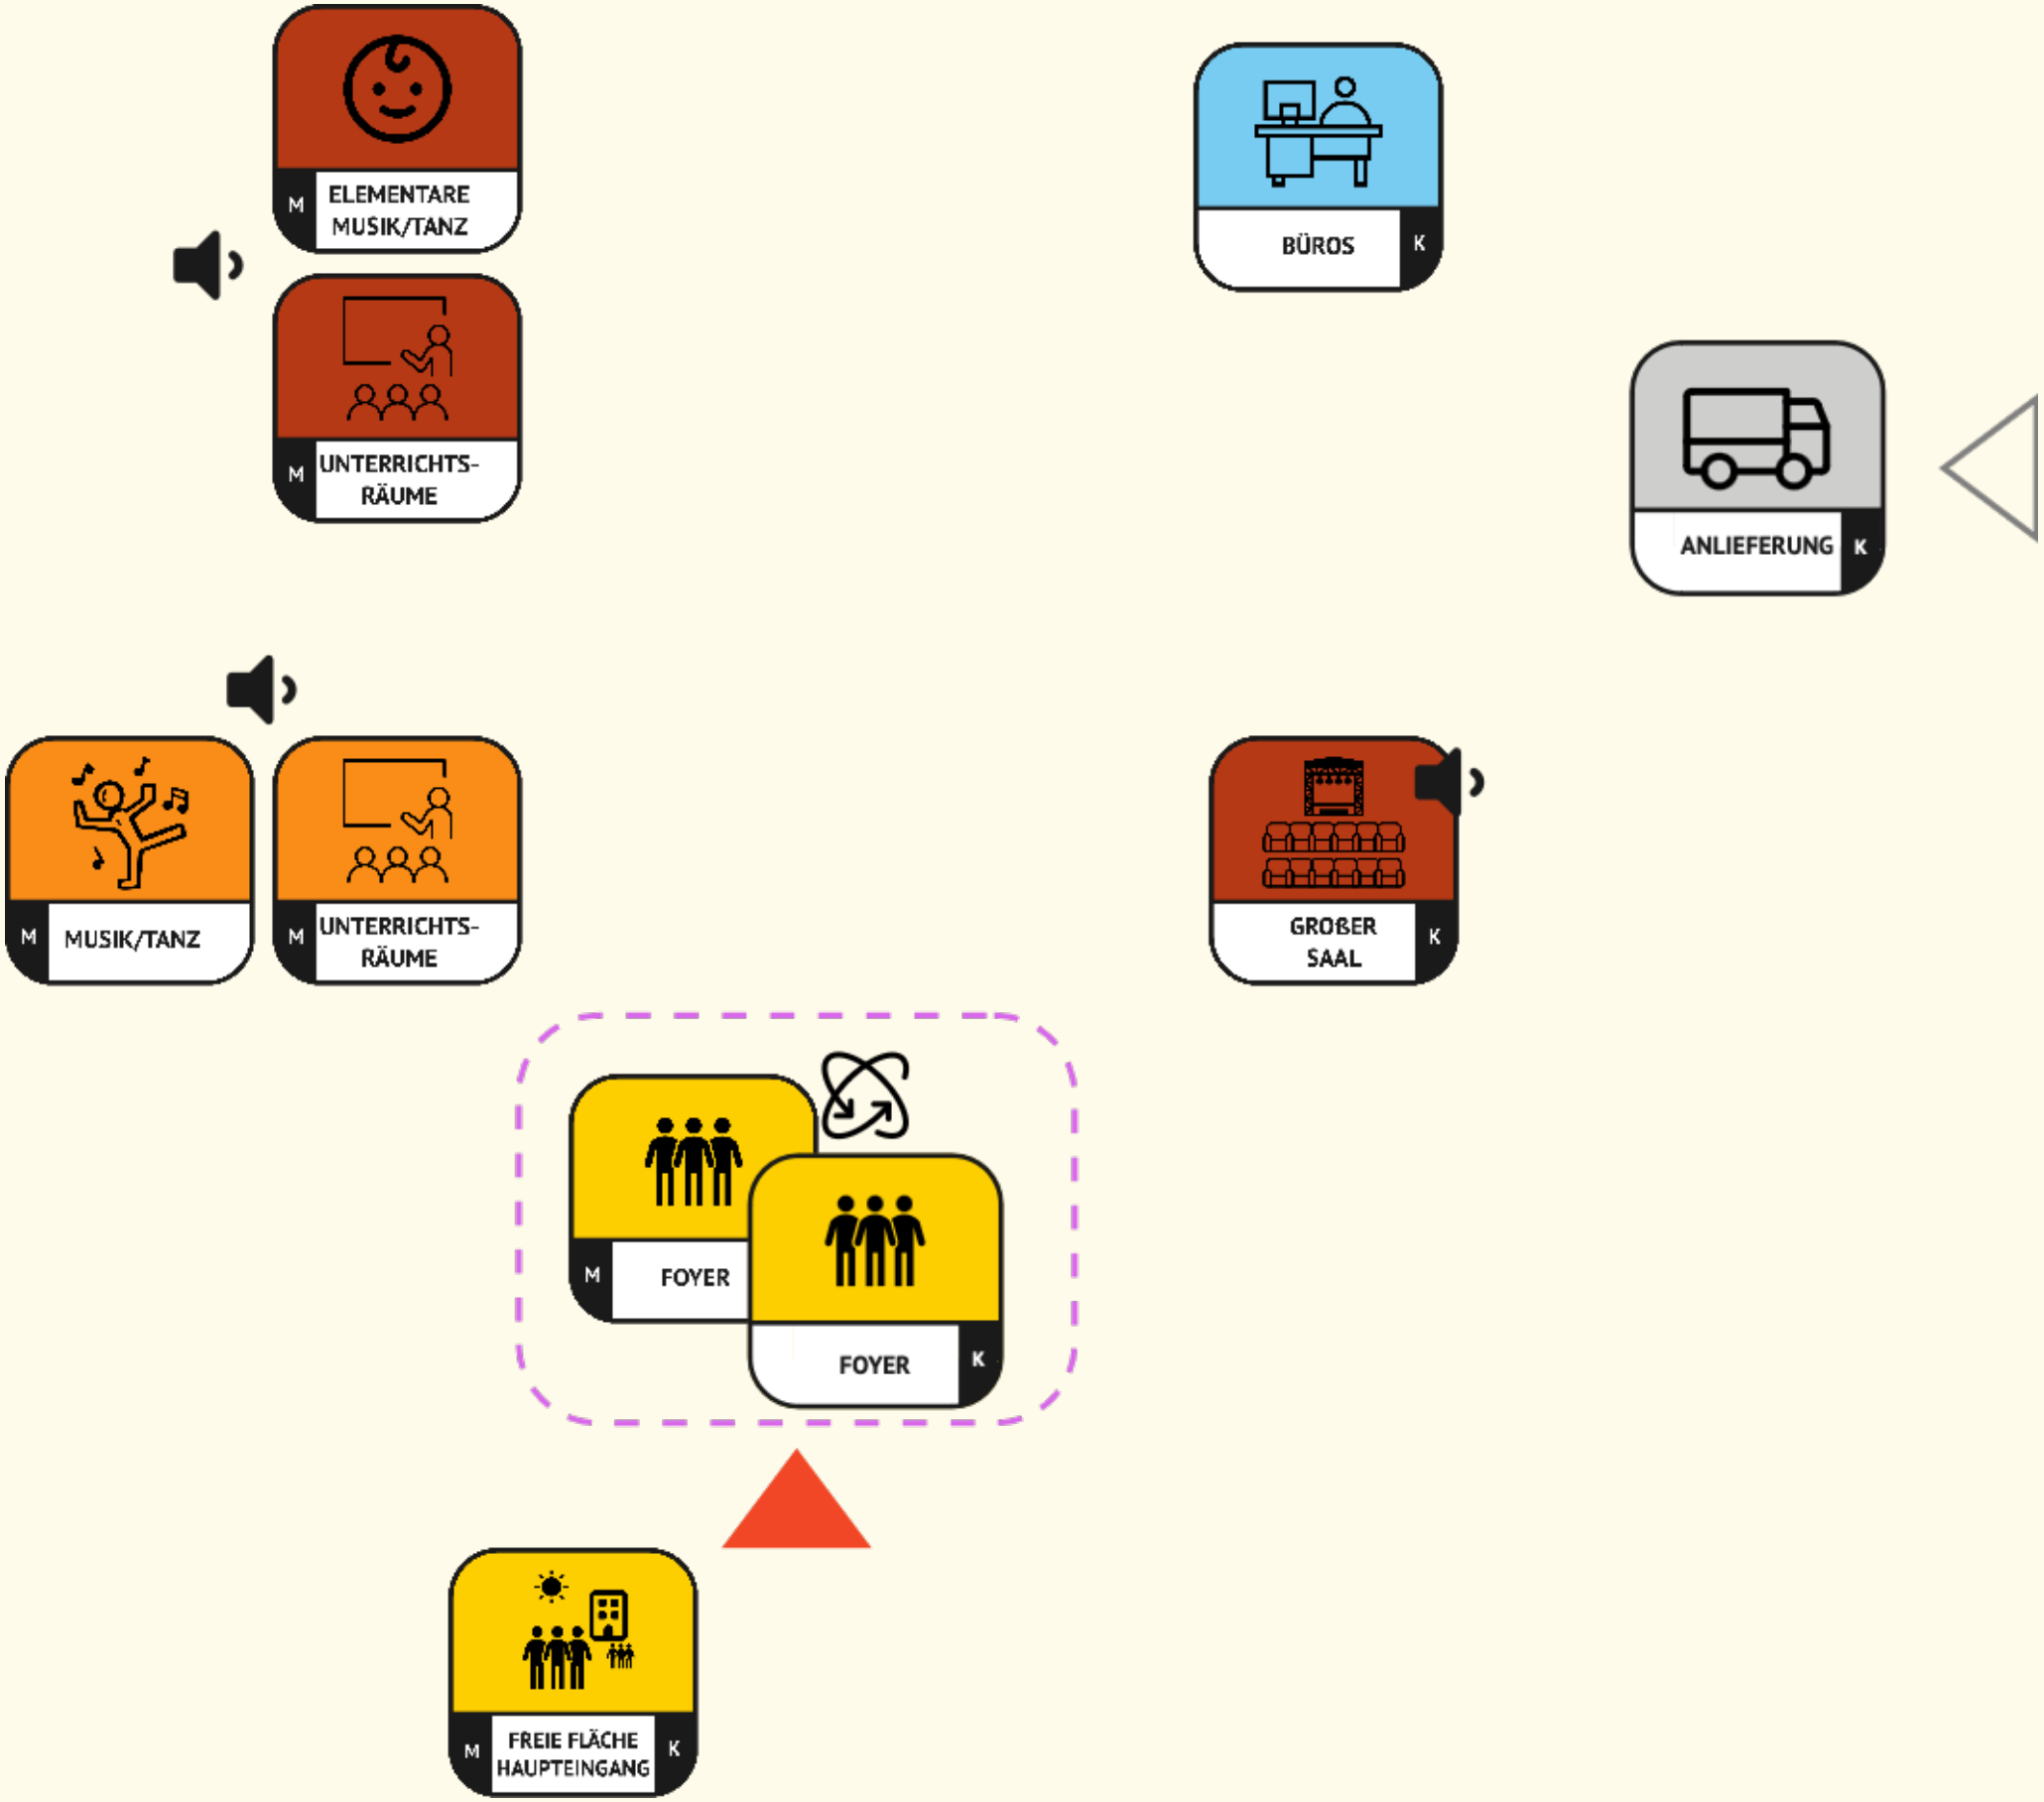 M
ELEMENTARE
MUSIK/TANZ
BÜROS
K
M
UNTERRICHTS-
RÄUME
ANLIEFERUNG
K
M
MUSIK/TANZ
M
UNTERRICHTS-
RÄUME
GROßER
SAAL
K
M
FOYER
FOYER
K
M
FREIE FLÄCHE
HAUPTEINGANG
K